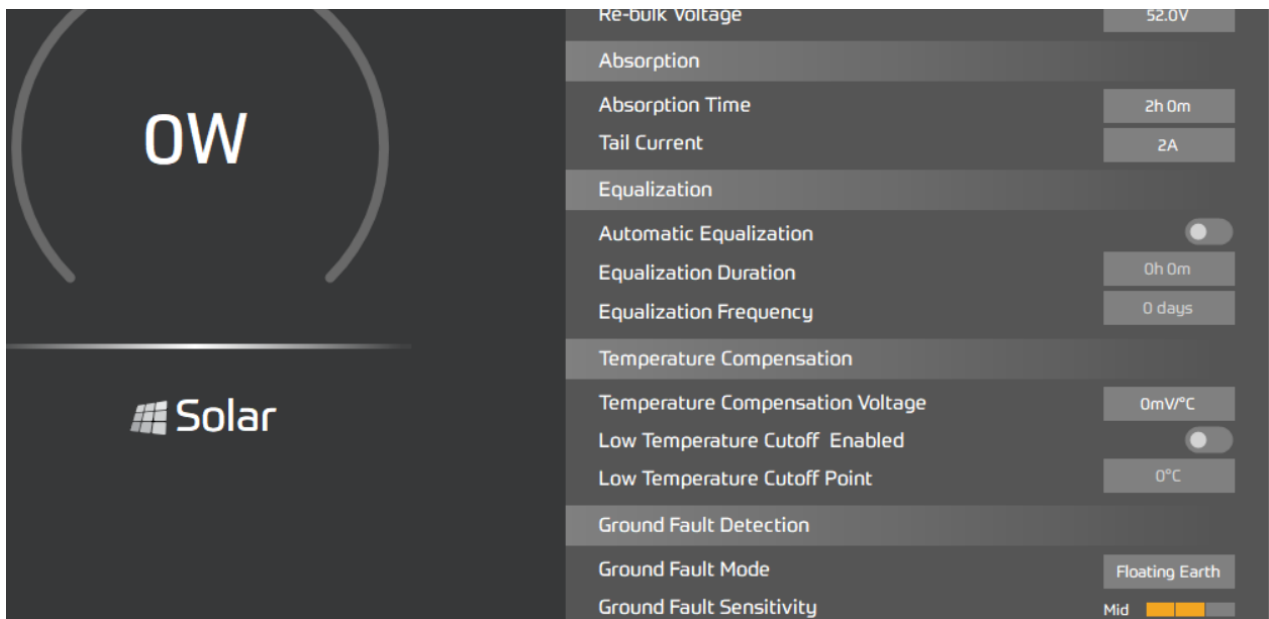 Re-bulk Voltage 52.0V
Absorption
Absorption Time 2h 0m
Tail Current 2A
Equalization
Automatic Equalization
Equalization Duration 0h 0m
Equalization Frequency 0 days
Temperature Compensation
Temperature Compensation Voltage 0mV/°C
Low Temperature Cutoff Enabled
Low Temperature Cutoff Point 0°C
Ground Fault Detection
Ground Fault Mode Floating Earth
Ground Fault Sensitivity Mid
0W
Solar